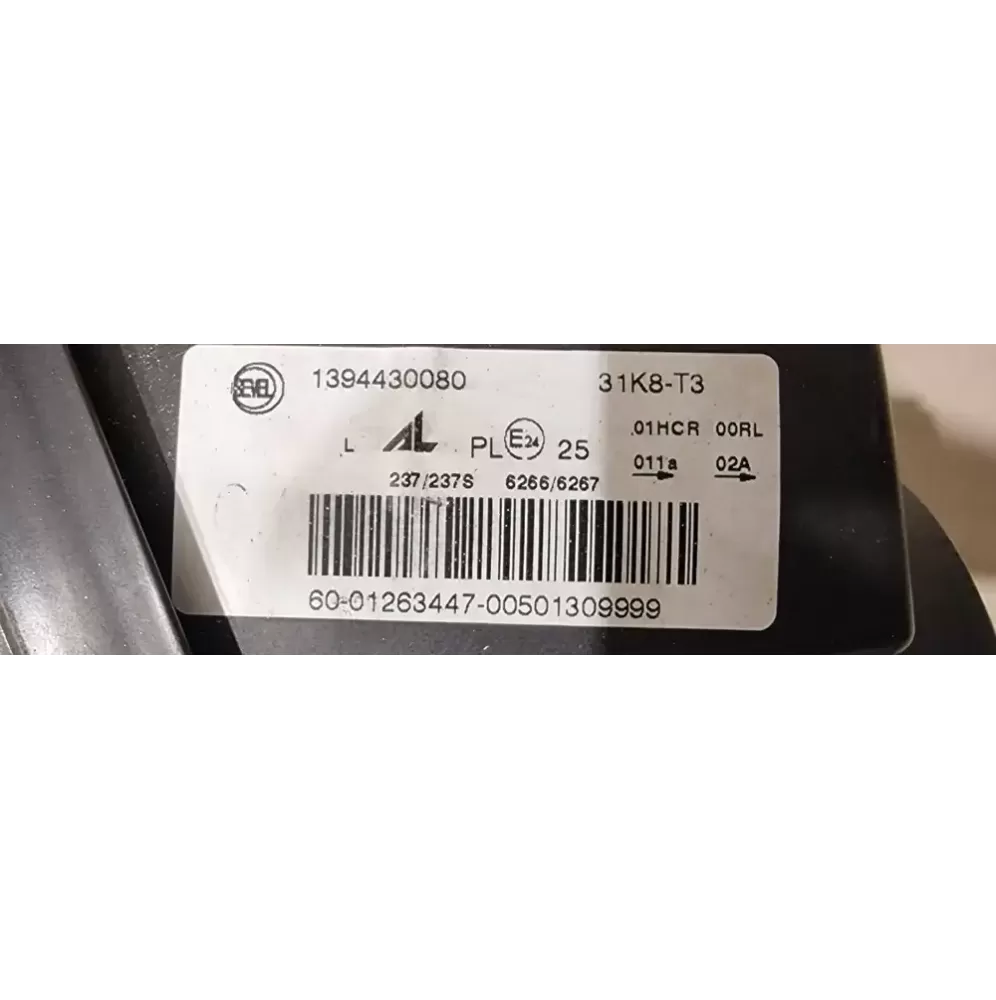 SEVEL 1394430080 31K8-T3
L AL PL E24 25 01HCR 00RL
011a 02A
237/237S 6266/6267
60-01263447-00501309999